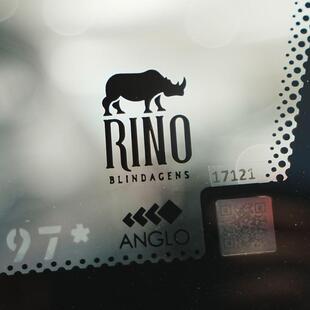 RINO
BLINDAGENS
17121
ANGLO
97*